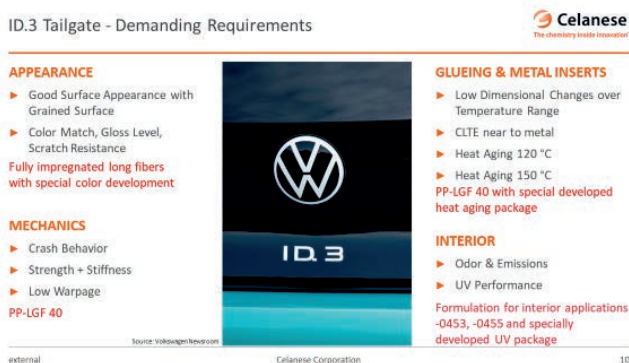 ID.3 Tailgate - Demanding Requirements
Celanese
The chemistry inside innovation™
APPEARANCE
► Good Surface Appearance with
Grained Surface
► Color Match, Gloss Level,
Scratch Resistance
Fully impregnated long fibers
with special color development
MECHANICS
► Crash Behavior
► Strength + Stiffness
► Low Warpage
PP-LGF 40
ID.3
Source: Volkswagen Newsroom
GLUEING & METAL INSERTS
► Low Dimensional Changes over
Temperature Range
► CLTE near to metal
► Heat Aging 120 °C
► Heat Aging 150 °C
PP-LGF 40 with special developed
heat aging package
INTERIOR
► Odor & Emissions
► UV Performance
Formulation for interior applications
-0453, -0455 and specially
developed UV package
external
Celanese Corporation
10